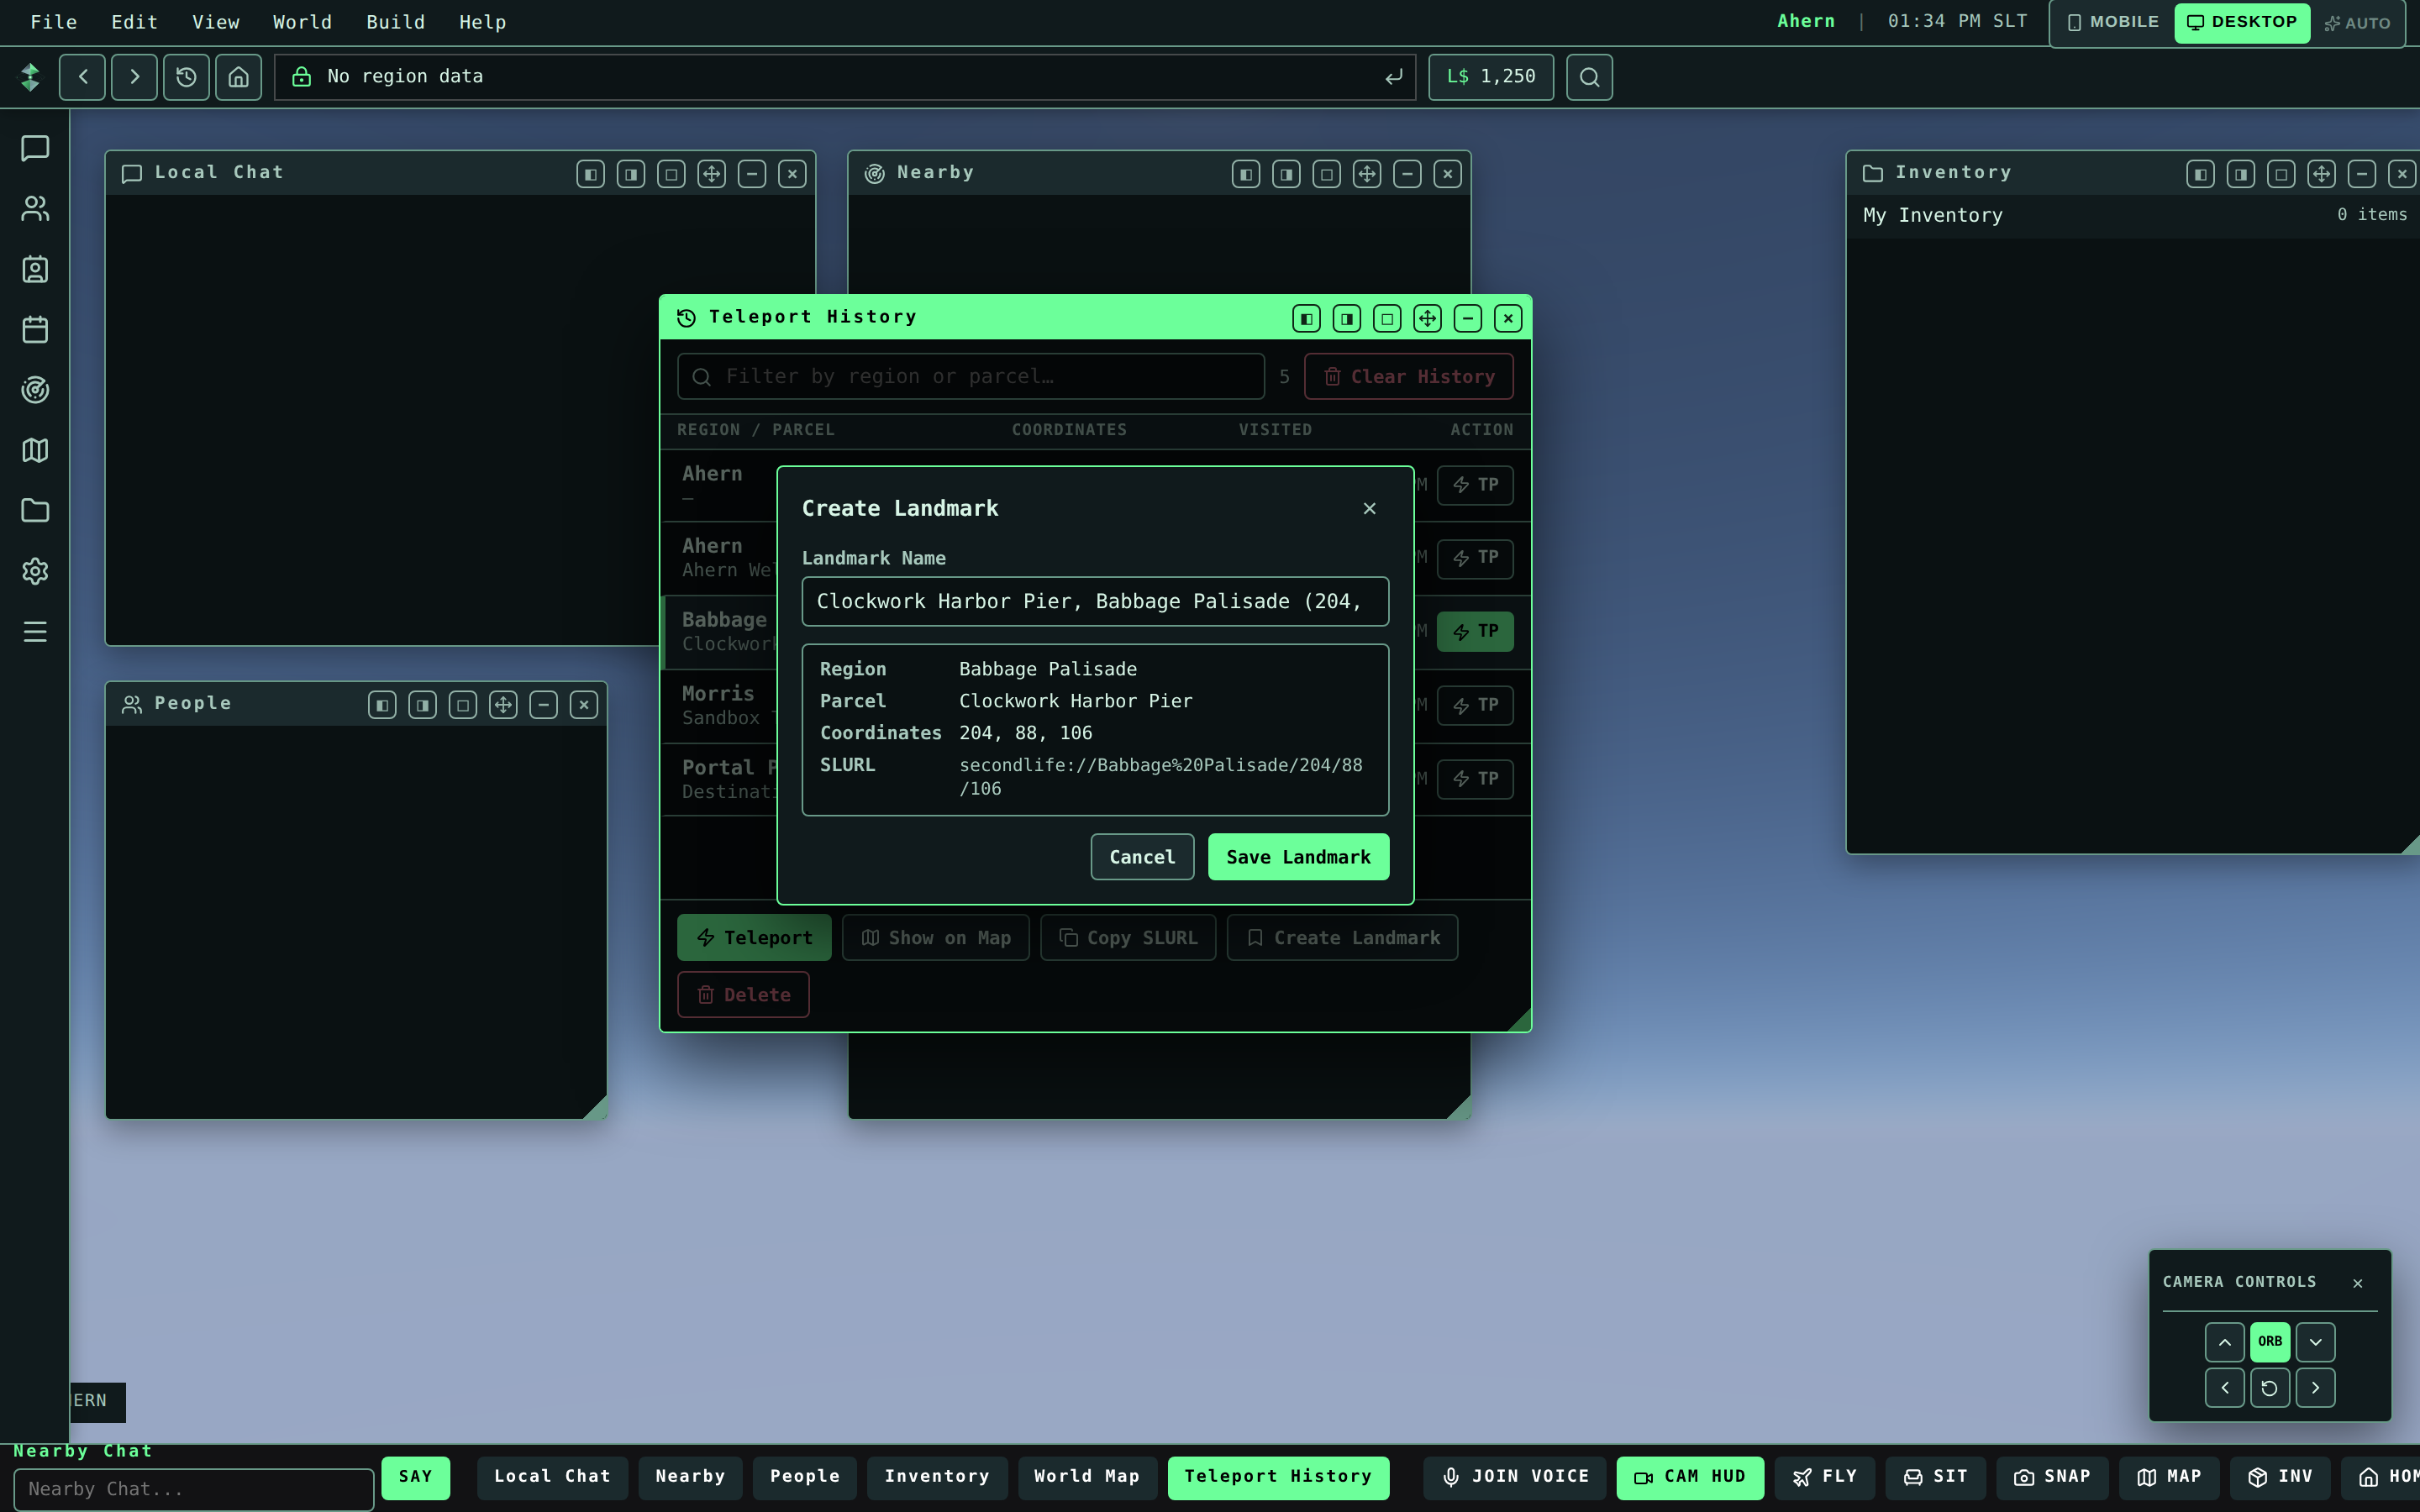 File Edit View World Build Help
Ahern | 01:34 PM SLT MOBILE DESKTOP AUTO
No region data
L$ 1,250
Local Chat
Nearby
Inventory
My Inventory 0 items
Teleport History
Filter by region or parcel…
5
Clear History
REGION / PARCEL COORDINATES VISITED ACTION
Ahern
—
TP
Ahern
Ahern
TP
Babbage
TP
Morris
Sandbox
TP
Portal
TP
Create Landmark
Landmark Name
Clockwork Harbor Pier, Babbage Palisade (204,
Region Babbage Palisade
Parcel Clockwork Harbor Pier
Coordinates 204, 88, 106
SLURL secondlife://Babbage%20Palisade/204/88
/106
Cancel Save Landmark
Teleport Show on Map Copy SLURL Create Landmark
Delete
People
CAMERA CONTROLS
ORB
Nearby Chat
Nearby Chat...
SAY Local Chat Nearby People Inventory World Map Teleport History JOIN VOICE CAM HUD FLY SIT SNAP MAP INV